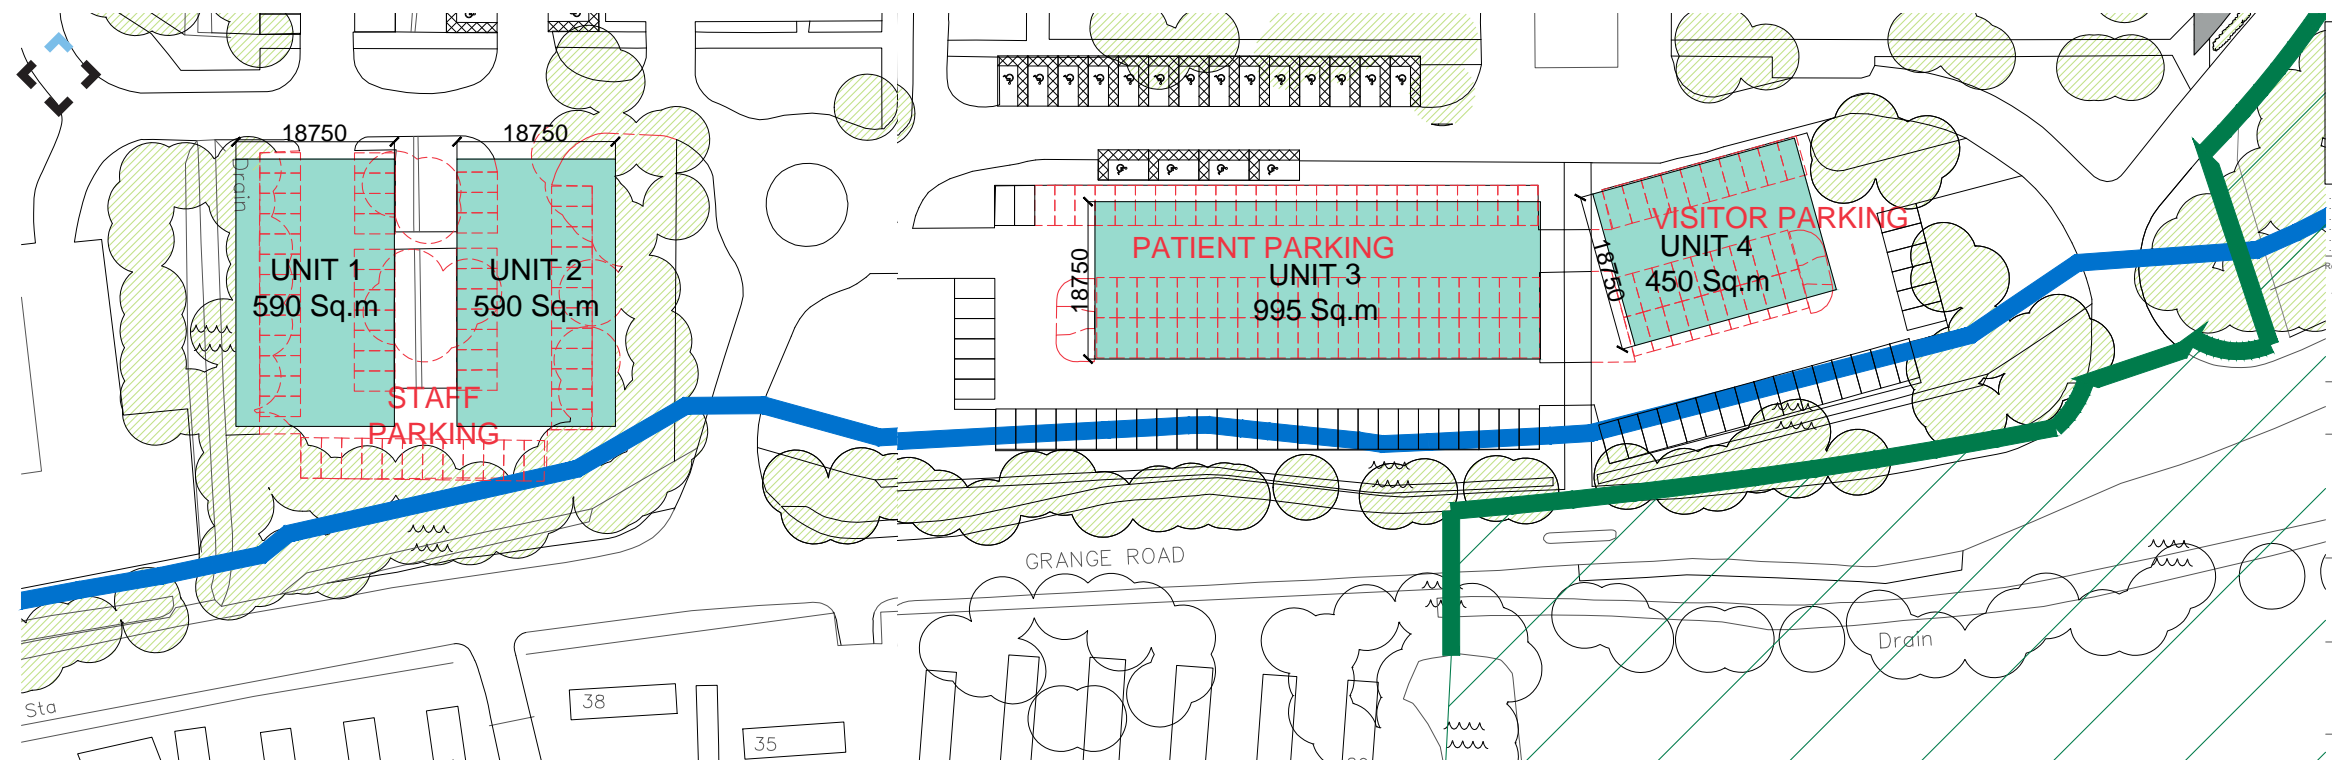 18750
18750
Drain
UNIT 1
590 Sq.m
UNIT 2
590 Sq.m
STAFF
PARKING
18750
PATIENT PARKING
UNIT 3
995 Sq.m
18750
VISITOR PARKING
UNIT 4
450 Sq.m
GRANGE ROAD
Drain
Sta
38
35